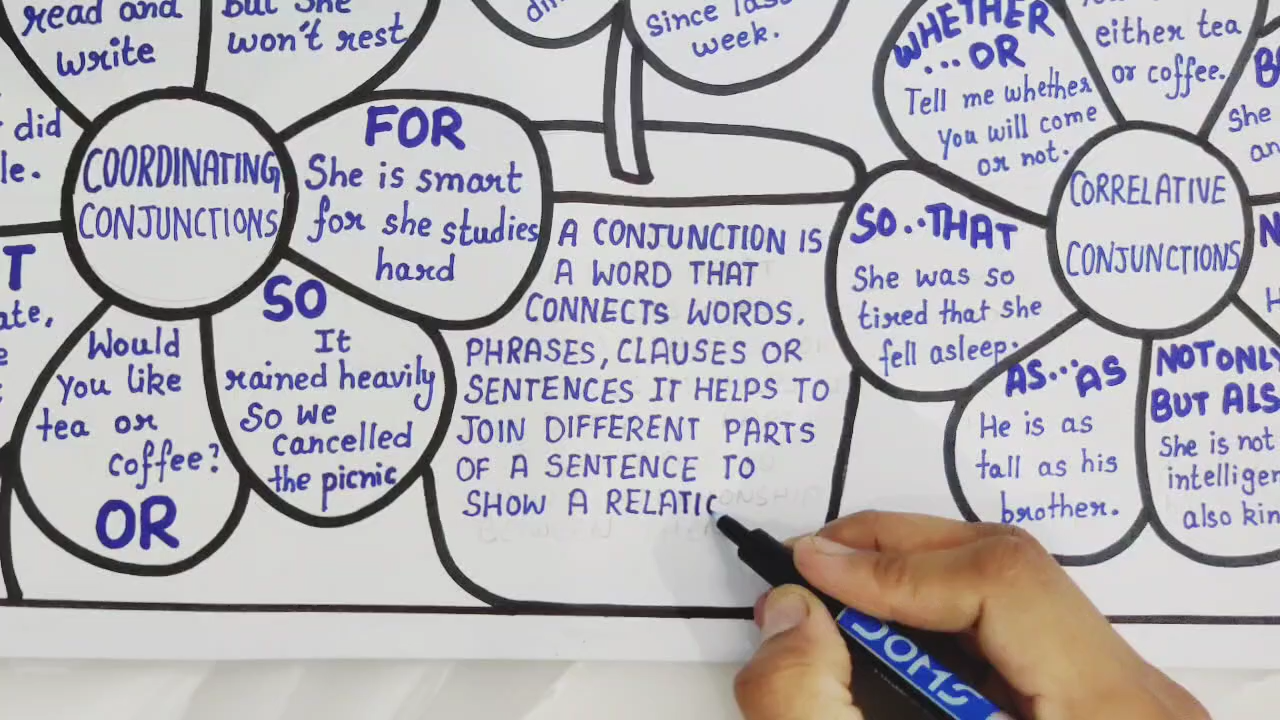 read and
write
But She
won't rest
did
le.
COORDINATING
CONJUNCTIONS
FOR
She is smart
for she studies
hard
SO
It
rained heavily
So we
cancelled
the picnic
Would
you like
tea or
coffee?
OR
T
ate,
Since last
week.
A CONJUNCTION IS
A WORD THAT
CONNECTS WORDS.
PHRASES, CLAUSES OR
SENTENCES IT HELPS TO
JOIN DIFFERENT PARTS
OF A SENTENCE TO
SHOW A RELATIO
WHETHER
...OR
Tell me whether
you will come
or not.
either tea
or coffee.
She
an
CORRELATIVE
CONJUNCTIONS
SO..THAT
She was so
tired that she
fell asleep.
AS...AS
He is as
tall as his
brother.
NOT ONLY
BUT ALS
She is not
intelligen
also kin
DOMS